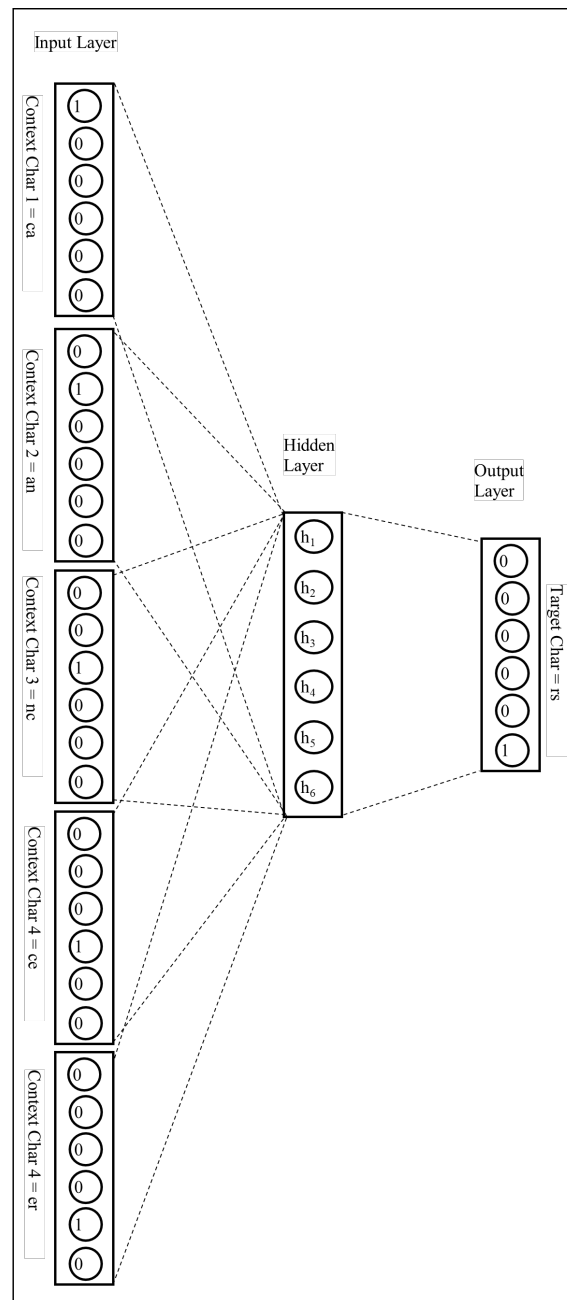 Input Layer
Context Char 1 = ca
1
0
0
0
0
0
Context Char 2 = an
0
1
0
0
0
0
Context Char 3 = nc
0
0
1
0
0
0
Context Char 4 = ce
0
0
0
1
0
0
Context Char 4 = er
0
0
0
0
1
0
Hidden
Layer
h₁
h₂
h₃
h₄
h₅
h₆
Output
Layer
0
0
0
0
0
1
Target Char = rs